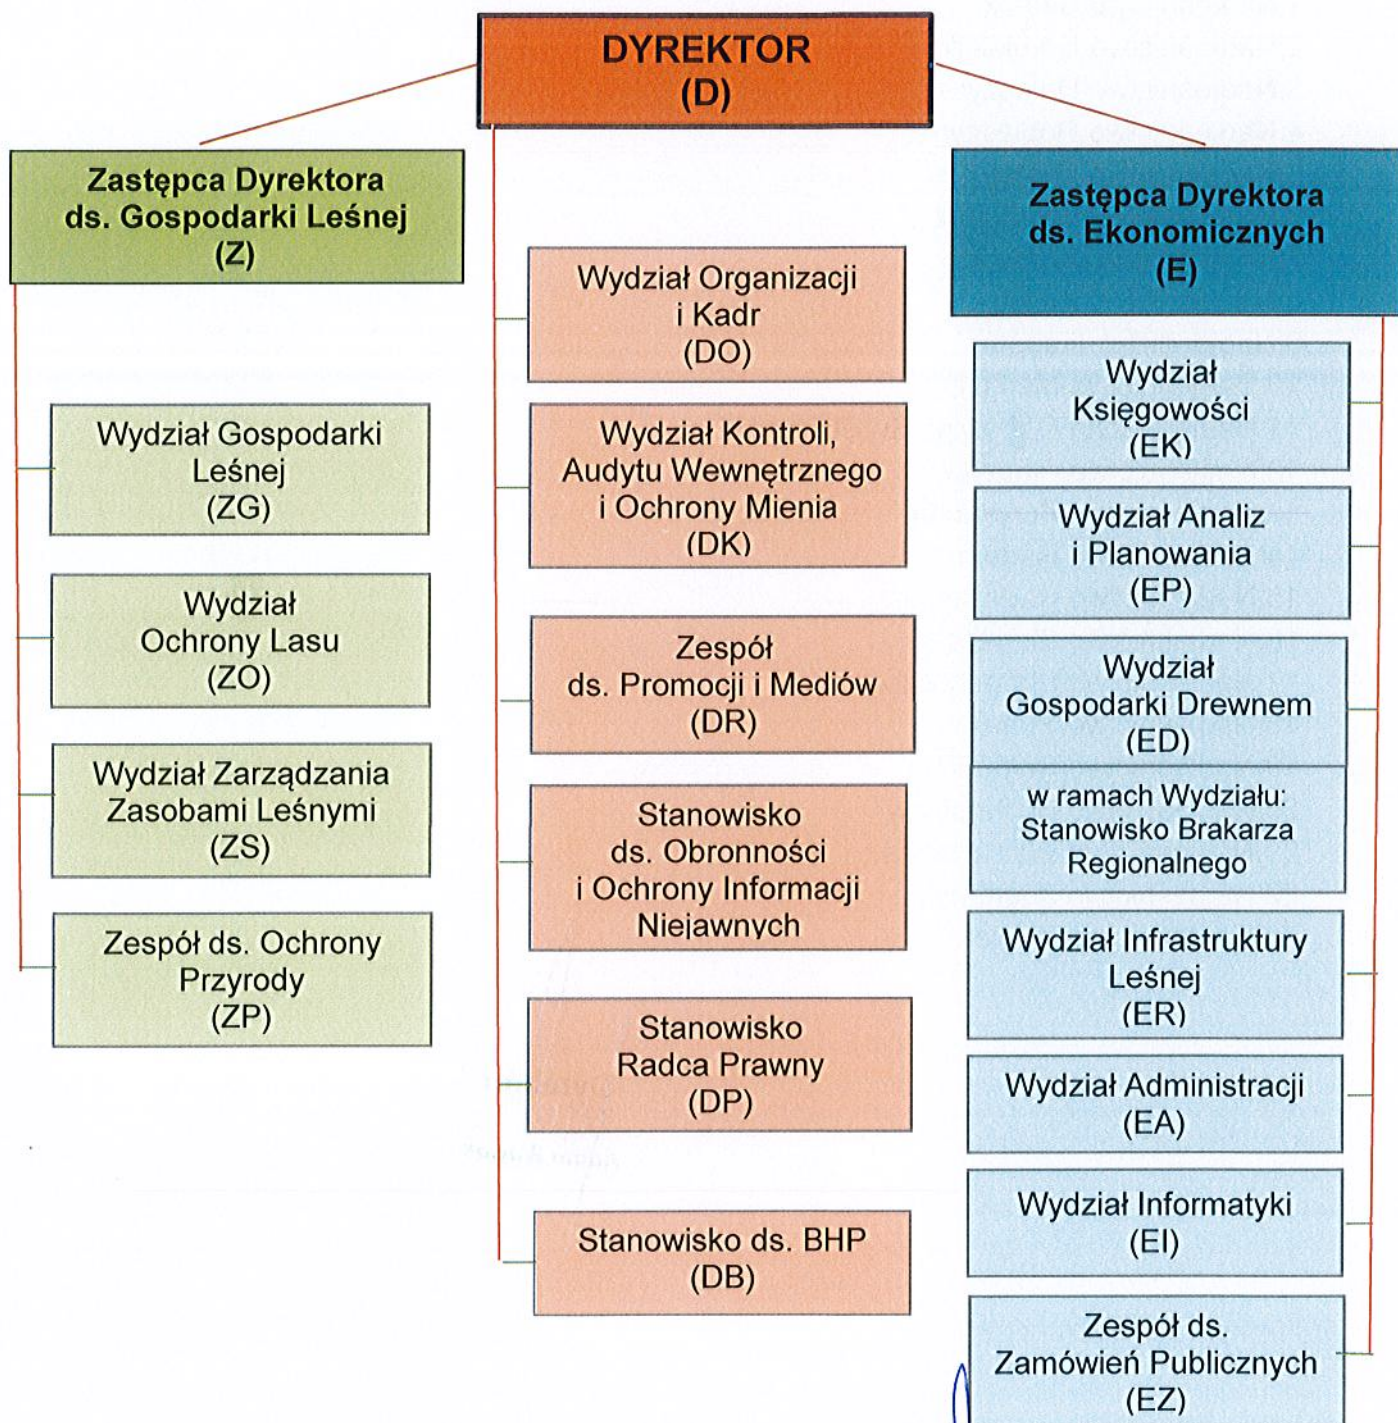 DYREKTOR
(D)
Zastępca Dyrektora
ds. Gospodarki Leśnej
(Z)
Wydział Gospodarki
Leśnej
(ZG)
Wydział
Ochrony Lasu
(ZO)
Wydział Zarządzania
Zasobami Leśnymi
(ZS)
Zespół ds. Ochrony
Przyrody
(ZP)
Wydział Organizacji
i Kadr
(DO)
Wydział Kontroli,
Audytu Wewnętrznego
i Ochrony Mienia
(DK)
Zespół
ds. Promocji i Mediów
(DR)
Stanowisko
ds. Obronności
i Ochrony Informacji
Niejawnych
Stanowisko
Radca Prawny
(DP)
Stanowisko ds. BHP
(DB)
Zastępca Dyrektora
ds. Ekonomicznych
(E)
Wydział
Księgowości
(EK)
Wydział Analiz
i Planowania
(EP)
Wydział
Gospodarki Drewnem
(ED)
w ramach Wydziału:
Stanowisko Brakarza
Regionalnego
Wydział Infrastruktury
Leśnej
(ER)
Wydział Administracji
(EA)
Wydział Informatyki
(EI)
Zespół ds.
Zamówień Publicznych
(EZ)